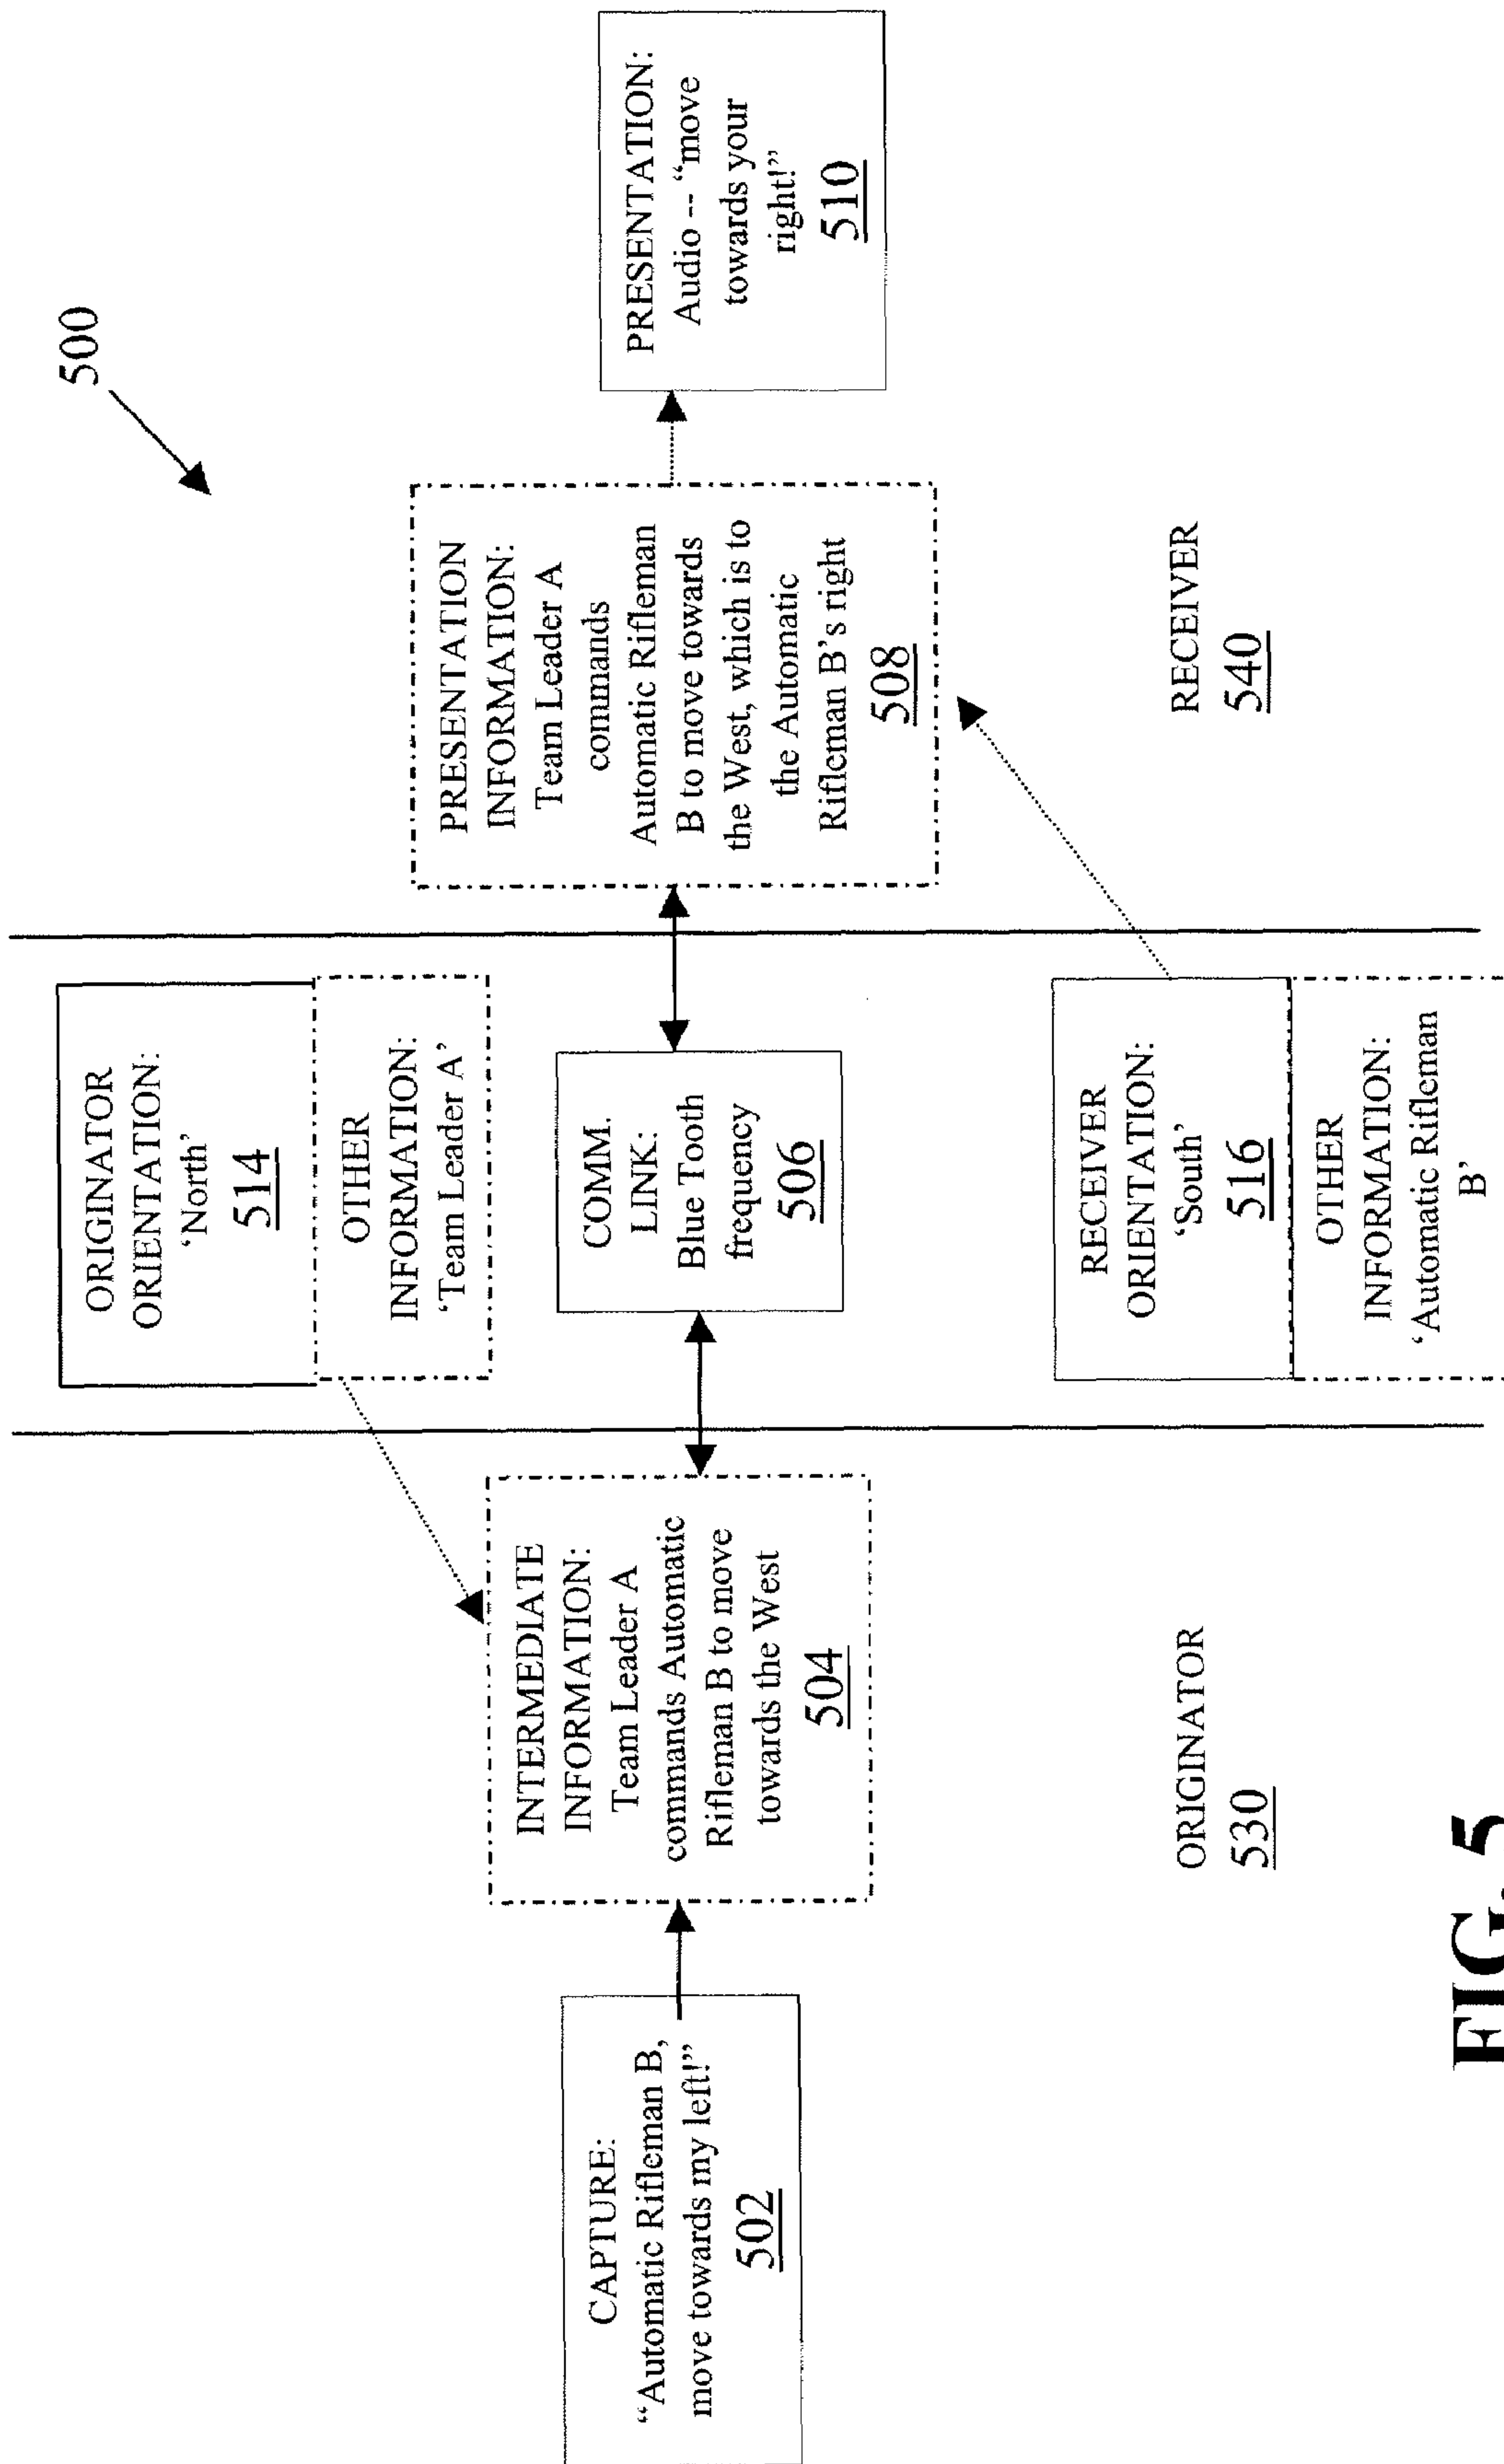 500
CAPTURE:
“Automatic Rifleman B,
move towards my left!”
502
INTERMEDIATE
INFORMATION:
Team Leader A
commands Automatic
Rifleman B to move
towards the West
504
ORIGINATOR
ORIENTATION:
‘North’
514
OTHER
INFORMATION:
‘Team Leader A’
COMM.
LINK:
Blue Tooth
frequency
506
RECEIVER
ORIENTATION:
‘South’
516
OTHER
INFORMATION:
‘Automatic Rifleman
B’
PRESENTATION
INFORMATION:
Team Leader A
commands
Automatic Rifleman
B to move towards
the West, which is to
the Automatic
Rifleman B’s right
508
PRESENTATION:
Audio -- “move
towards your
right!”
510
ORIGINATOR
530
RECEIVER
540
FIG. 5